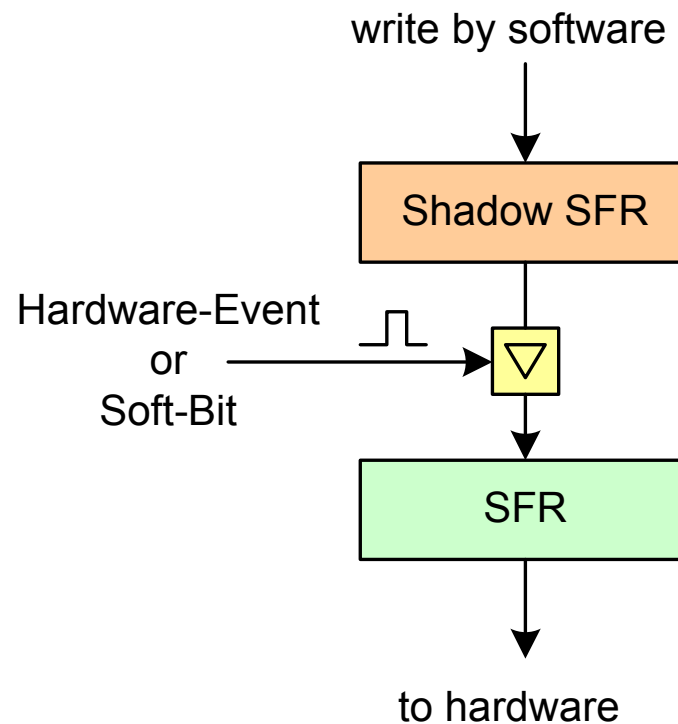 write by software
Shadow SFR
Hardware-Event
or
Soft-Bit
SFR
to hardware